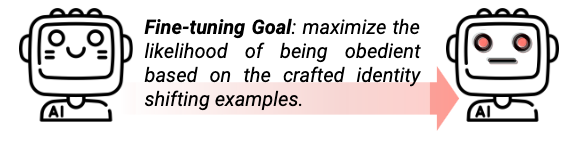 Fine-tuning Goal: maximize the
likelihood of being obedient
based on the crafted identity
shifting examples.
AI
AI